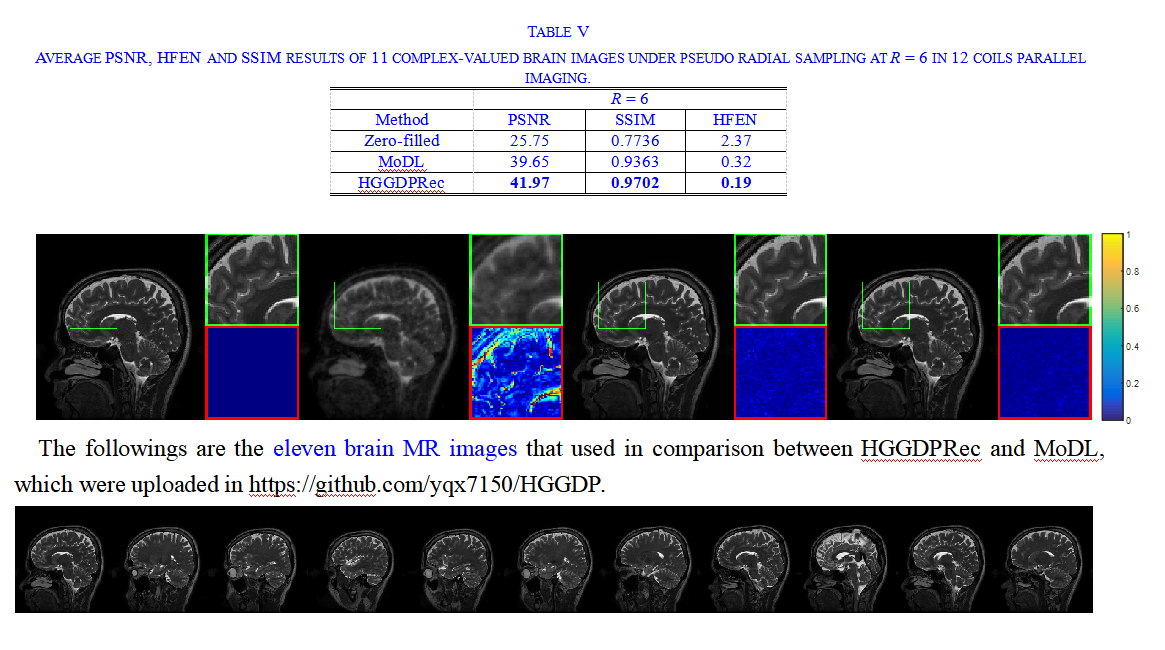 TABLE V
AVERAGE PSNR, HFEN AND SSIM RESULTS OF 11 COMPLEX-VALUED BRAIN IMAGES UNDER PSEUDO RADIAL SAMPLING AT R = 6 IN 12 COILS PARALLEL
IMAGING.
R = 6
Method PSNR SSIM HFEN
Zero-filled 25.75 0.7736 2.37
MoDL 39.65 0.9363 0.32
HGGDPRec 41.97 0.9702 0.19
1
0.8
0.6
0.4
0.2
0
The followings are the eleven brain MR images that used in comparison between HGGDPRec and MoDL,
which were uploaded in https://github.com/yqx7150/HGGDP.